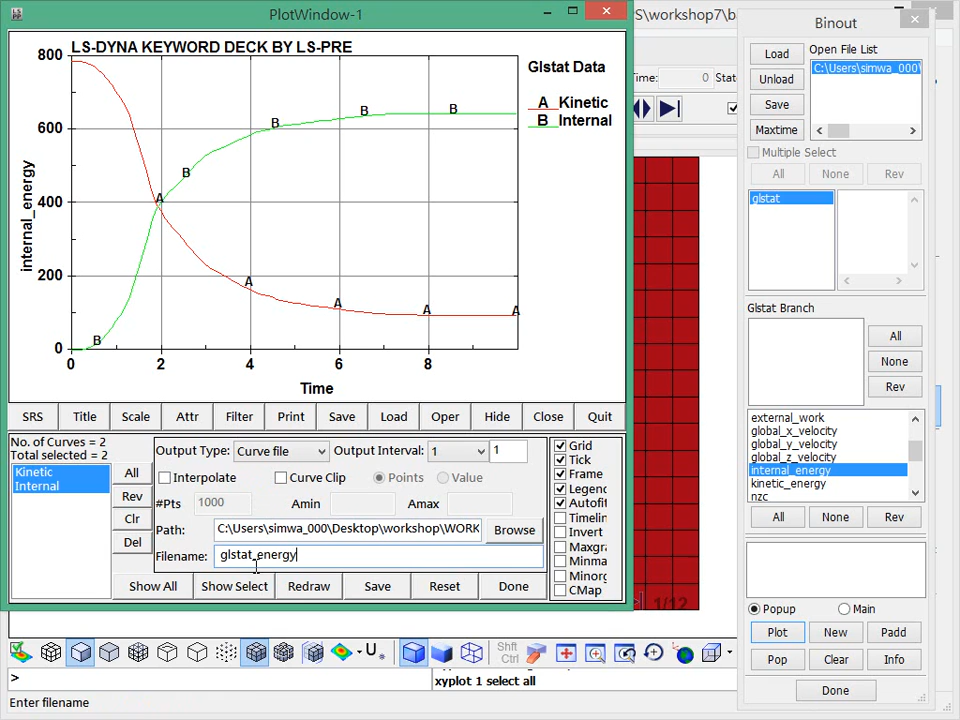 PlotWindow-1
LS-DYNA KEYWORD DECK BY LS-PRE
Glstat Data
A Kinetic
B Internal
internal_energy
800
600
400
200
0
0 2 4 6 8
Time
A
A
A
A
A
B
B
B
B
B
SRS Title Scale Attr Filter Print Save Load Oper Hide Close Quit
No. of Curves = 2
Total selected = 2
Kinetic
Internal
All
Rev
Clr
Del
Output Type: Curve file Output Interval: 1 1
Interpolate Curve Clip Points Value
#Pts 1000 Amin Amax
Path: C:\Users\simwa_000\Desktop\workshop\WORK Browse
Filename: glstat_energy
Show All Show Select Redraw Save Reset Done
Grid
Tick
Frame
Legend
Autofit
Timelin
Invert
Maxgra
Minma
Minorg
CMap
S\workshop7\b
Time: 0 State
1/12
Shft
Ctrl
>
xyplot 1 select all
Enter filename
Binout
Load
Unload
Save
Maxtime
Open File List
C:\Users\simwa_000\
Multiple Select
All None Rev
glstat
Glstat Branch
All
None
Rev
external_work
global_x_velocity
global_y_velocity
global_z_velocity
internal_energy
kinetic_energy
nzc
All None Rev
Popup Main
Plot New Padd
Pop Clear Info
Done